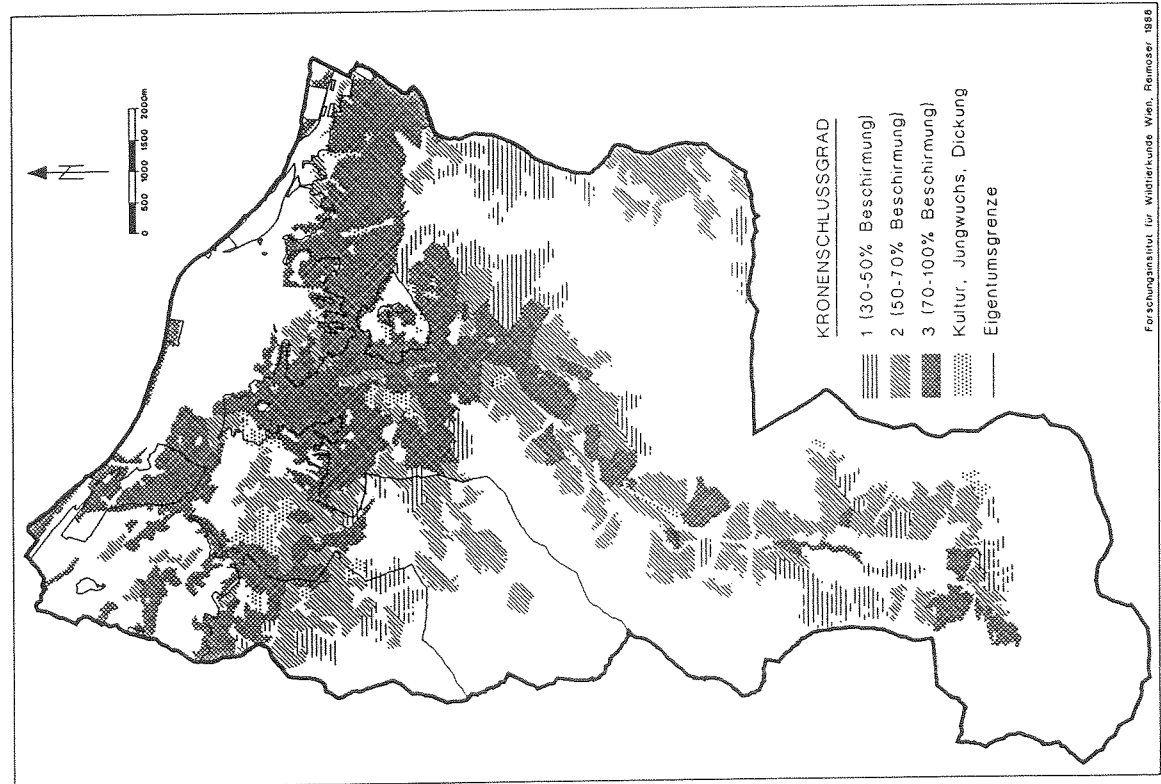 N
0 500 1000 1500 2000m
KRONENSCHLUSSGRAD
1 (30-50% Beschirmung)
2 (50-70% Beschirmung)
3 (70-100% Beschirmung)
Kultur, Jungwuchs, Dickung
Eigentumsgrenze
Forschungsinstitut für Wildtierkunde Wien, Reimoser 1988